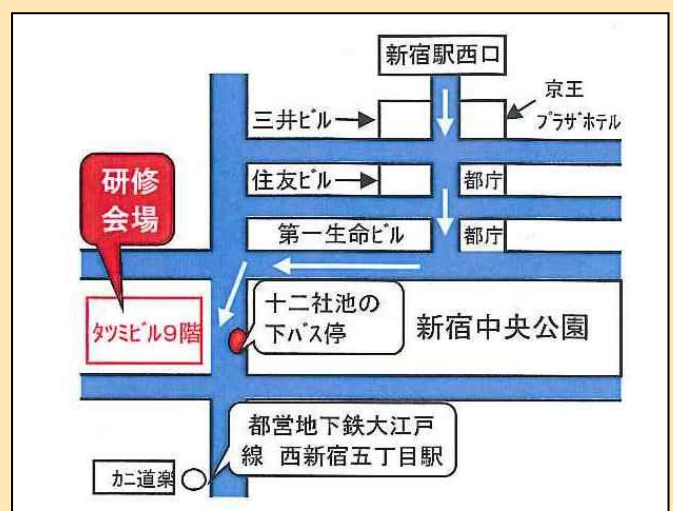 新宿駅西口
三井ビル
京王
プラザホテル
研修
会場
住友ビル
都庁
第一生命ビル
都庁
タツミビル9階
十二社池の
下バス停
新宿中央公園
都営地下鉄大江戸
線 西新宿五丁目駅
カニ道楽